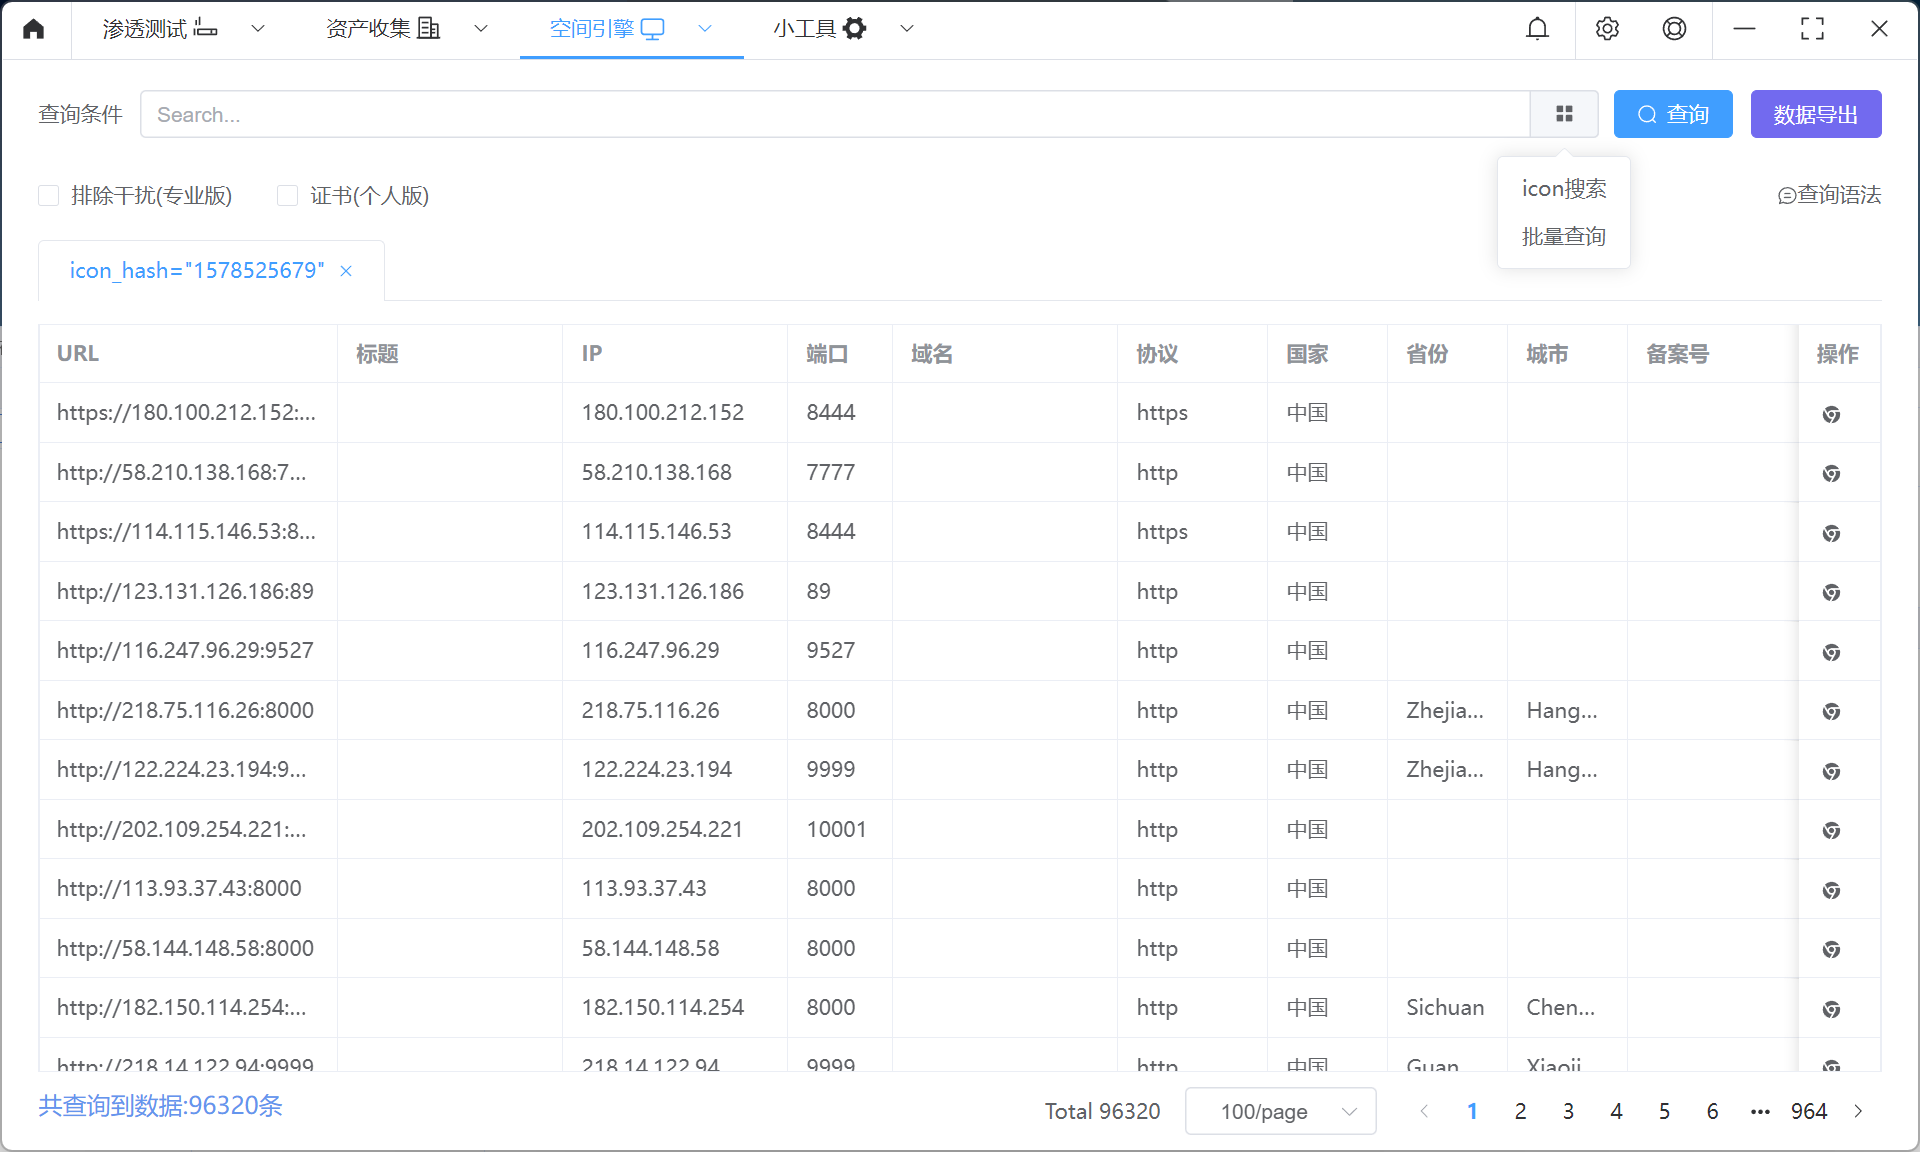 渗透测试 资产收集 空间引擎 小工具
查询条件 Search... 查询 数据导出
icon搜索
批量查询
排除干扰(专业版) 证书(个人版) 查询语法
icon_hash="1578525679"
URL 标题 IP 端口 域名 协议 国家 省份 城市 备案号 操作
https://180.100.212.152:... 180.100.212.152 8444 https 中国
http://58.210.138.168:7... 58.210.138.168 7777 http 中国
https://114.115.146.53:8... 114.115.146.53 8444 https 中国
http://123.131.126.186:89 123.131.126.186 89 http 中国
http://116.247.96.29:9527 116.247.96.29 9527 http 中国
http://218.75.116.26:8000 218.75.116.26 8000 http 中国 Zhejia... Hang...
http://122.224.23.194:9... 122.224.23.194 9999 http 中国 Zhejia... Hang...
http://202.109.254.221:... 202.109.254.221 10001 http 中国
http://113.93.37.43:8000 113.93.37.43 8000 http 中国
http://58.144.148.58:8000 58.144.148.58 8000 http 中国
http://182.150.114.254:... 182.150.114.254 8000 http 中国 Sichuan Chen...
http://218.14.122.94:9999 218.14.122.94 9999 http 中国 Guan Xiaoji
共查询到数据:96320条 Total 96320 100/page 1 2 3 4 5 6 ... 964